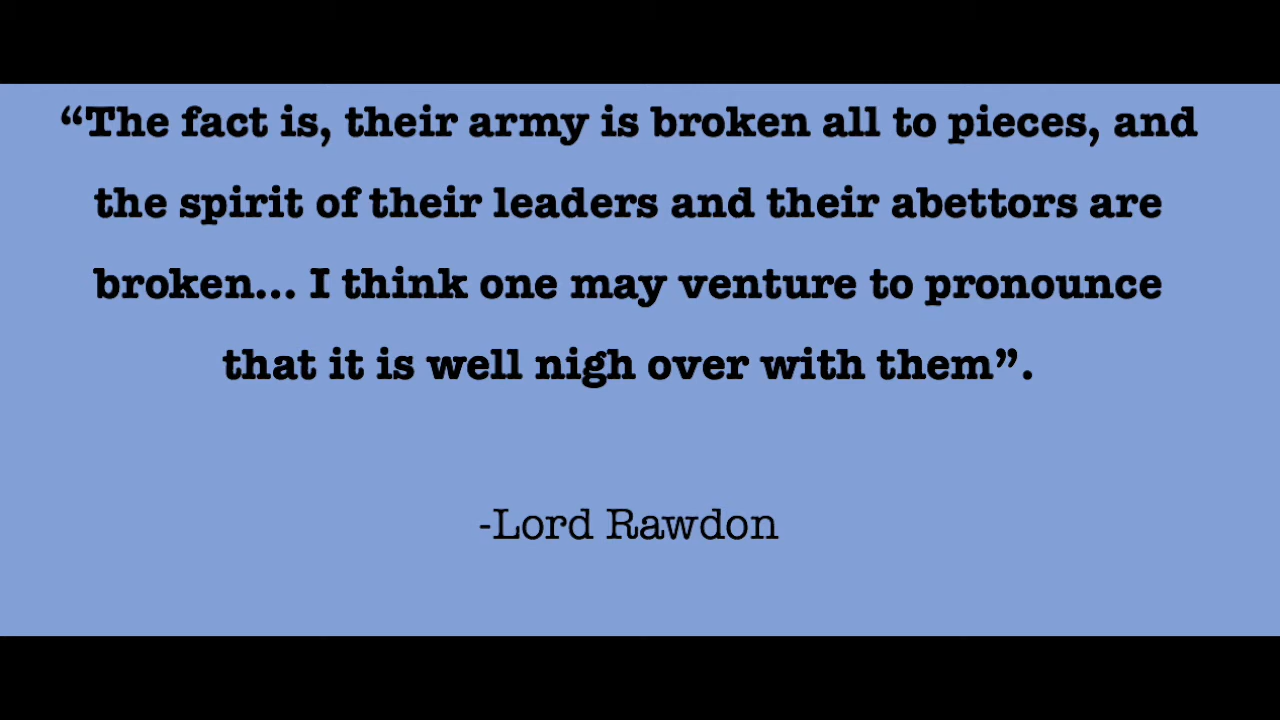 “The fact is, their army is broken all to pieces, and
the spirit of their leaders and their abettors are
broken... I think one may venture to pronounce
that it is well nigh over with them”.
-Lord Rawdon